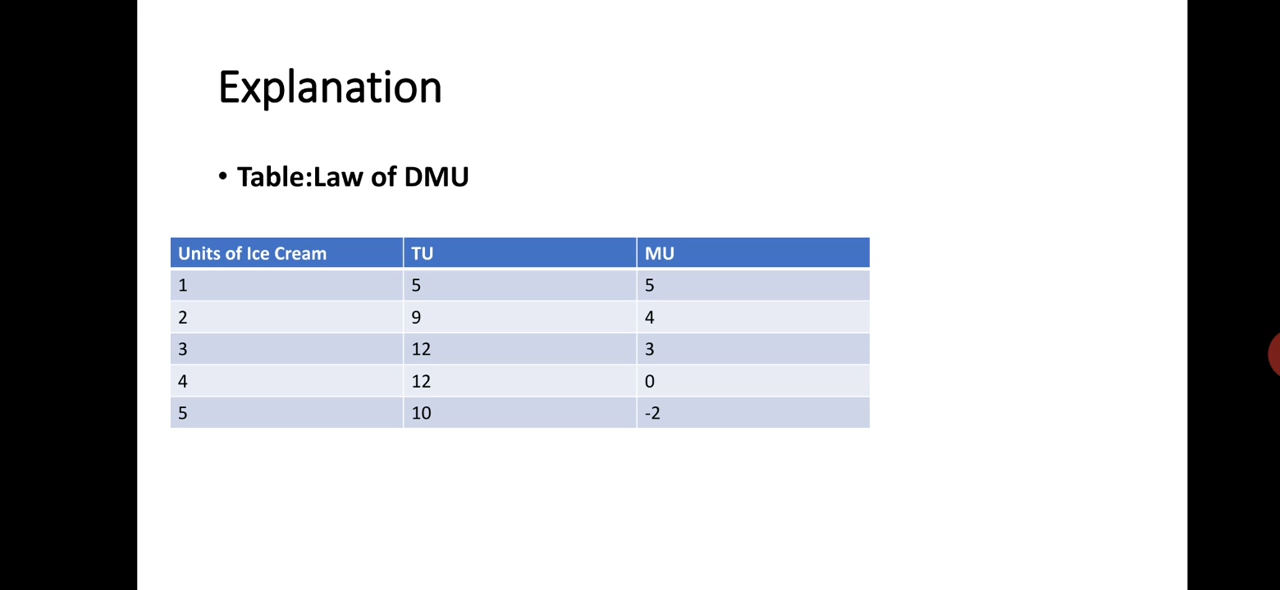 Explanation
• Table:Law of DMU
Units of Ice Cream TU MU
1 5 5
2 9 4
3 12 3
4 12 0
5 10 -2